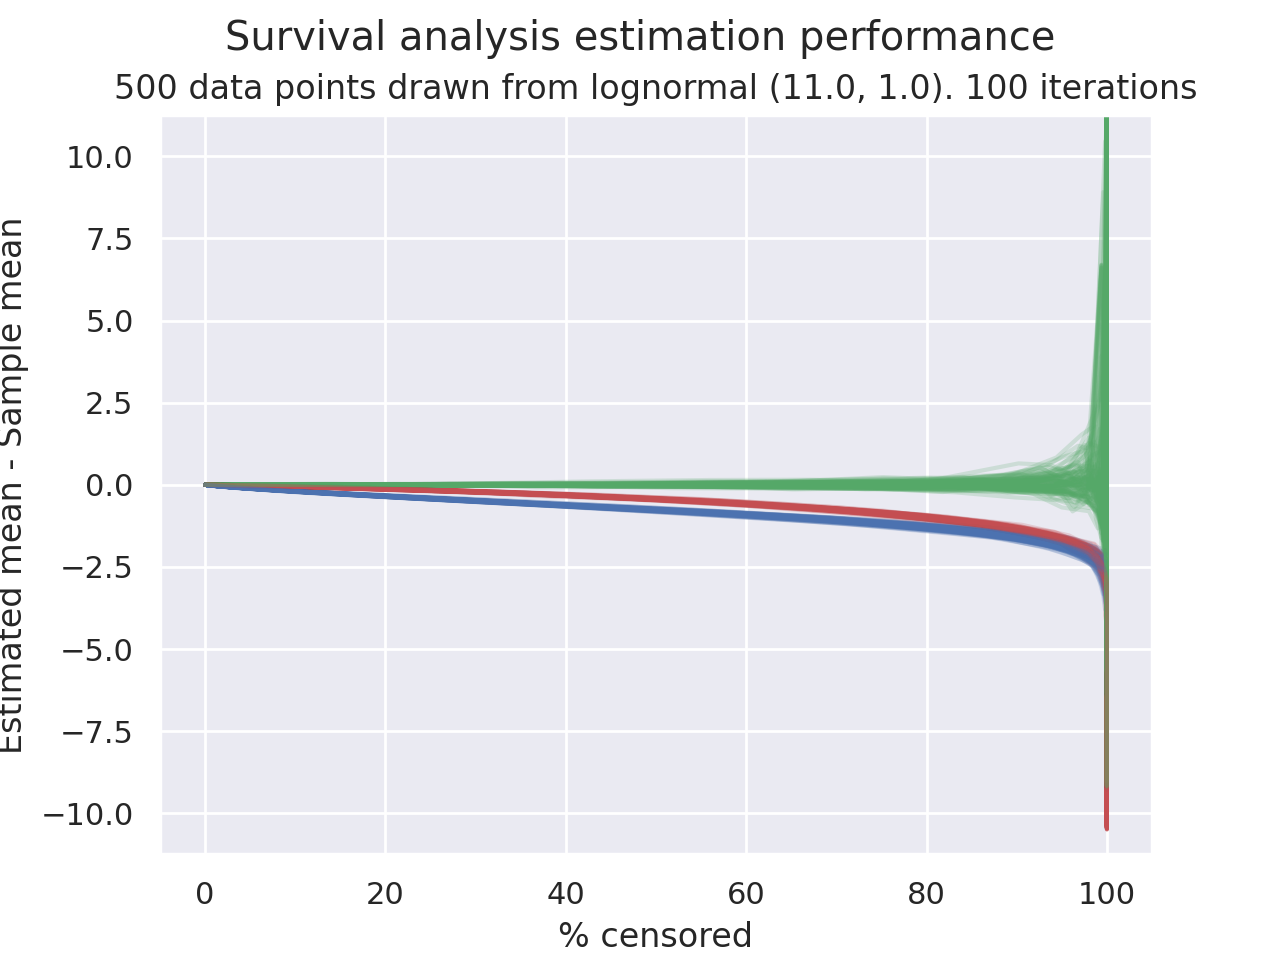 Survival analysis estimation performance
500 data points drawn from lognormal (11.0, 1.0). 100 iterations
Estimated mean - Sample mean
10.0
7.5
5.0
2.5
0.0
−2.5
−5.0
−7.5
−10.0
0 20 40 60 80 100
% censored